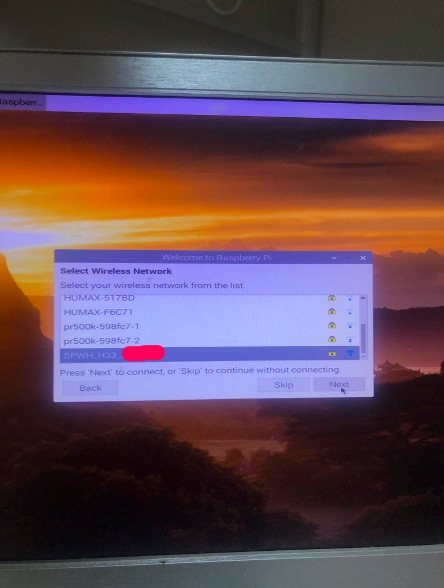 Raspberr...
Welcome to Raspberry Pi
Select Wireless Network
Select your wireless network from the list.
HUMAX-517BD
HUMAX-F6C71
pr500k-598fc7-1
pr500k-598fc7-2
SPWH_H33_
Press 'Next' to connect, or 'Skip' to continue without connecting.
Back Skip Next